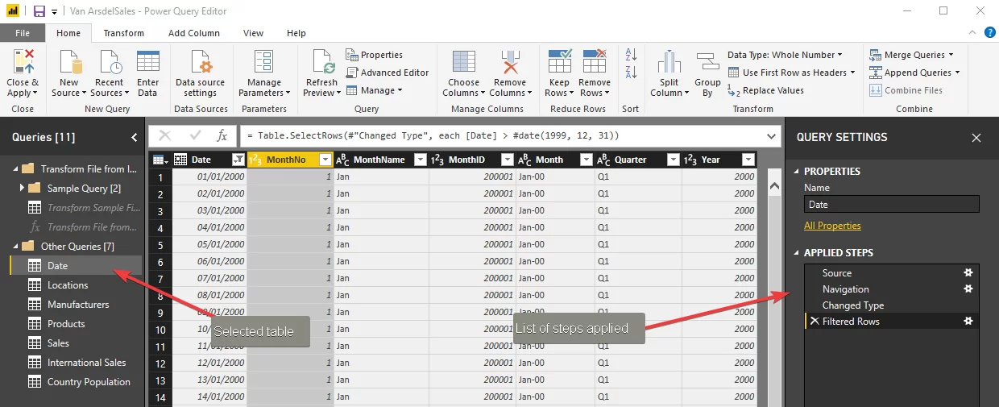 Van ArsdelSales - Power Query Editor
File Home Transform Add Column View Help
Close & Apply
New Source
Recent Sources
Enter Data
Data source settings
Manage Parameters
Refresh Preview
Properties
Advanced Editor
Manage
Choose Columns
Remove Columns
Keep Rows
Remove Rows
A Z
Z A
Split Column
Group By
Data Type: Whole Number
Use First Row as Headers
1 2 Replace Values
Merge Queries
Append Queries
Combine Files
Close New Query Data Sources Parameters Query Manage Columns Reduce Rows Sort Transform Combine
Queries [11]
Transform File from I...
Sample Query [2]
Transform Sample Fi...
fx Transform File from...
Other Queries [7]
Date
Locations
Manufacturers
Products
Sales
International Sales
Country Population
fx = Table.SelectRows(#"Changed Type", each [Date] > #date(1999, 12, 31))
Date 123 MonthNo ABC MonthName 123 MonthID ABC Month ABC Quarter 123 Year
1 01/01/2000 1 Jan 200001 Jan-00 Q1 2000
2 02/01/2000 1 Jan 200001 Jan-00 Q1 2000
3 03/01/2000 1 Jan 200001 Jan-00 Q1 2000
4 04/01/2000 1 Jan 200001 Jan-00 Q1 2000
5 05/01/2000 1 Jan 200001 Jan-00 Q1 2000
6 06/01/2000 1 Jan 200001 Jan-00 Q1 2000
7 07/01/2000 1 Jan 200001 Jan-00 Q1 2000
8 08/01/2000 1 Jan 200001 Jan-00 Q1 2000
9 09/01/2000 1 Jan 200001 Jan-00 Q1 2000
10 10/ 1 Jan 2000
11 11/ 1 Jan 2000
12 12/01/2000 1 Jan 200001 Jan-00 Q1 2000
13 13/01/2000 1 Jan 200001 Jan-00 Q1 2000
14 14/01/2000 1 Jan 200001 Jan-00 Q1 2000
Selected table
List of steps applied
QUERY SETTINGS
PROPERTIES
Name
Date
All Properties
APPLIED STEPS
Source
Navigation
Changed Type
Filtered Rows